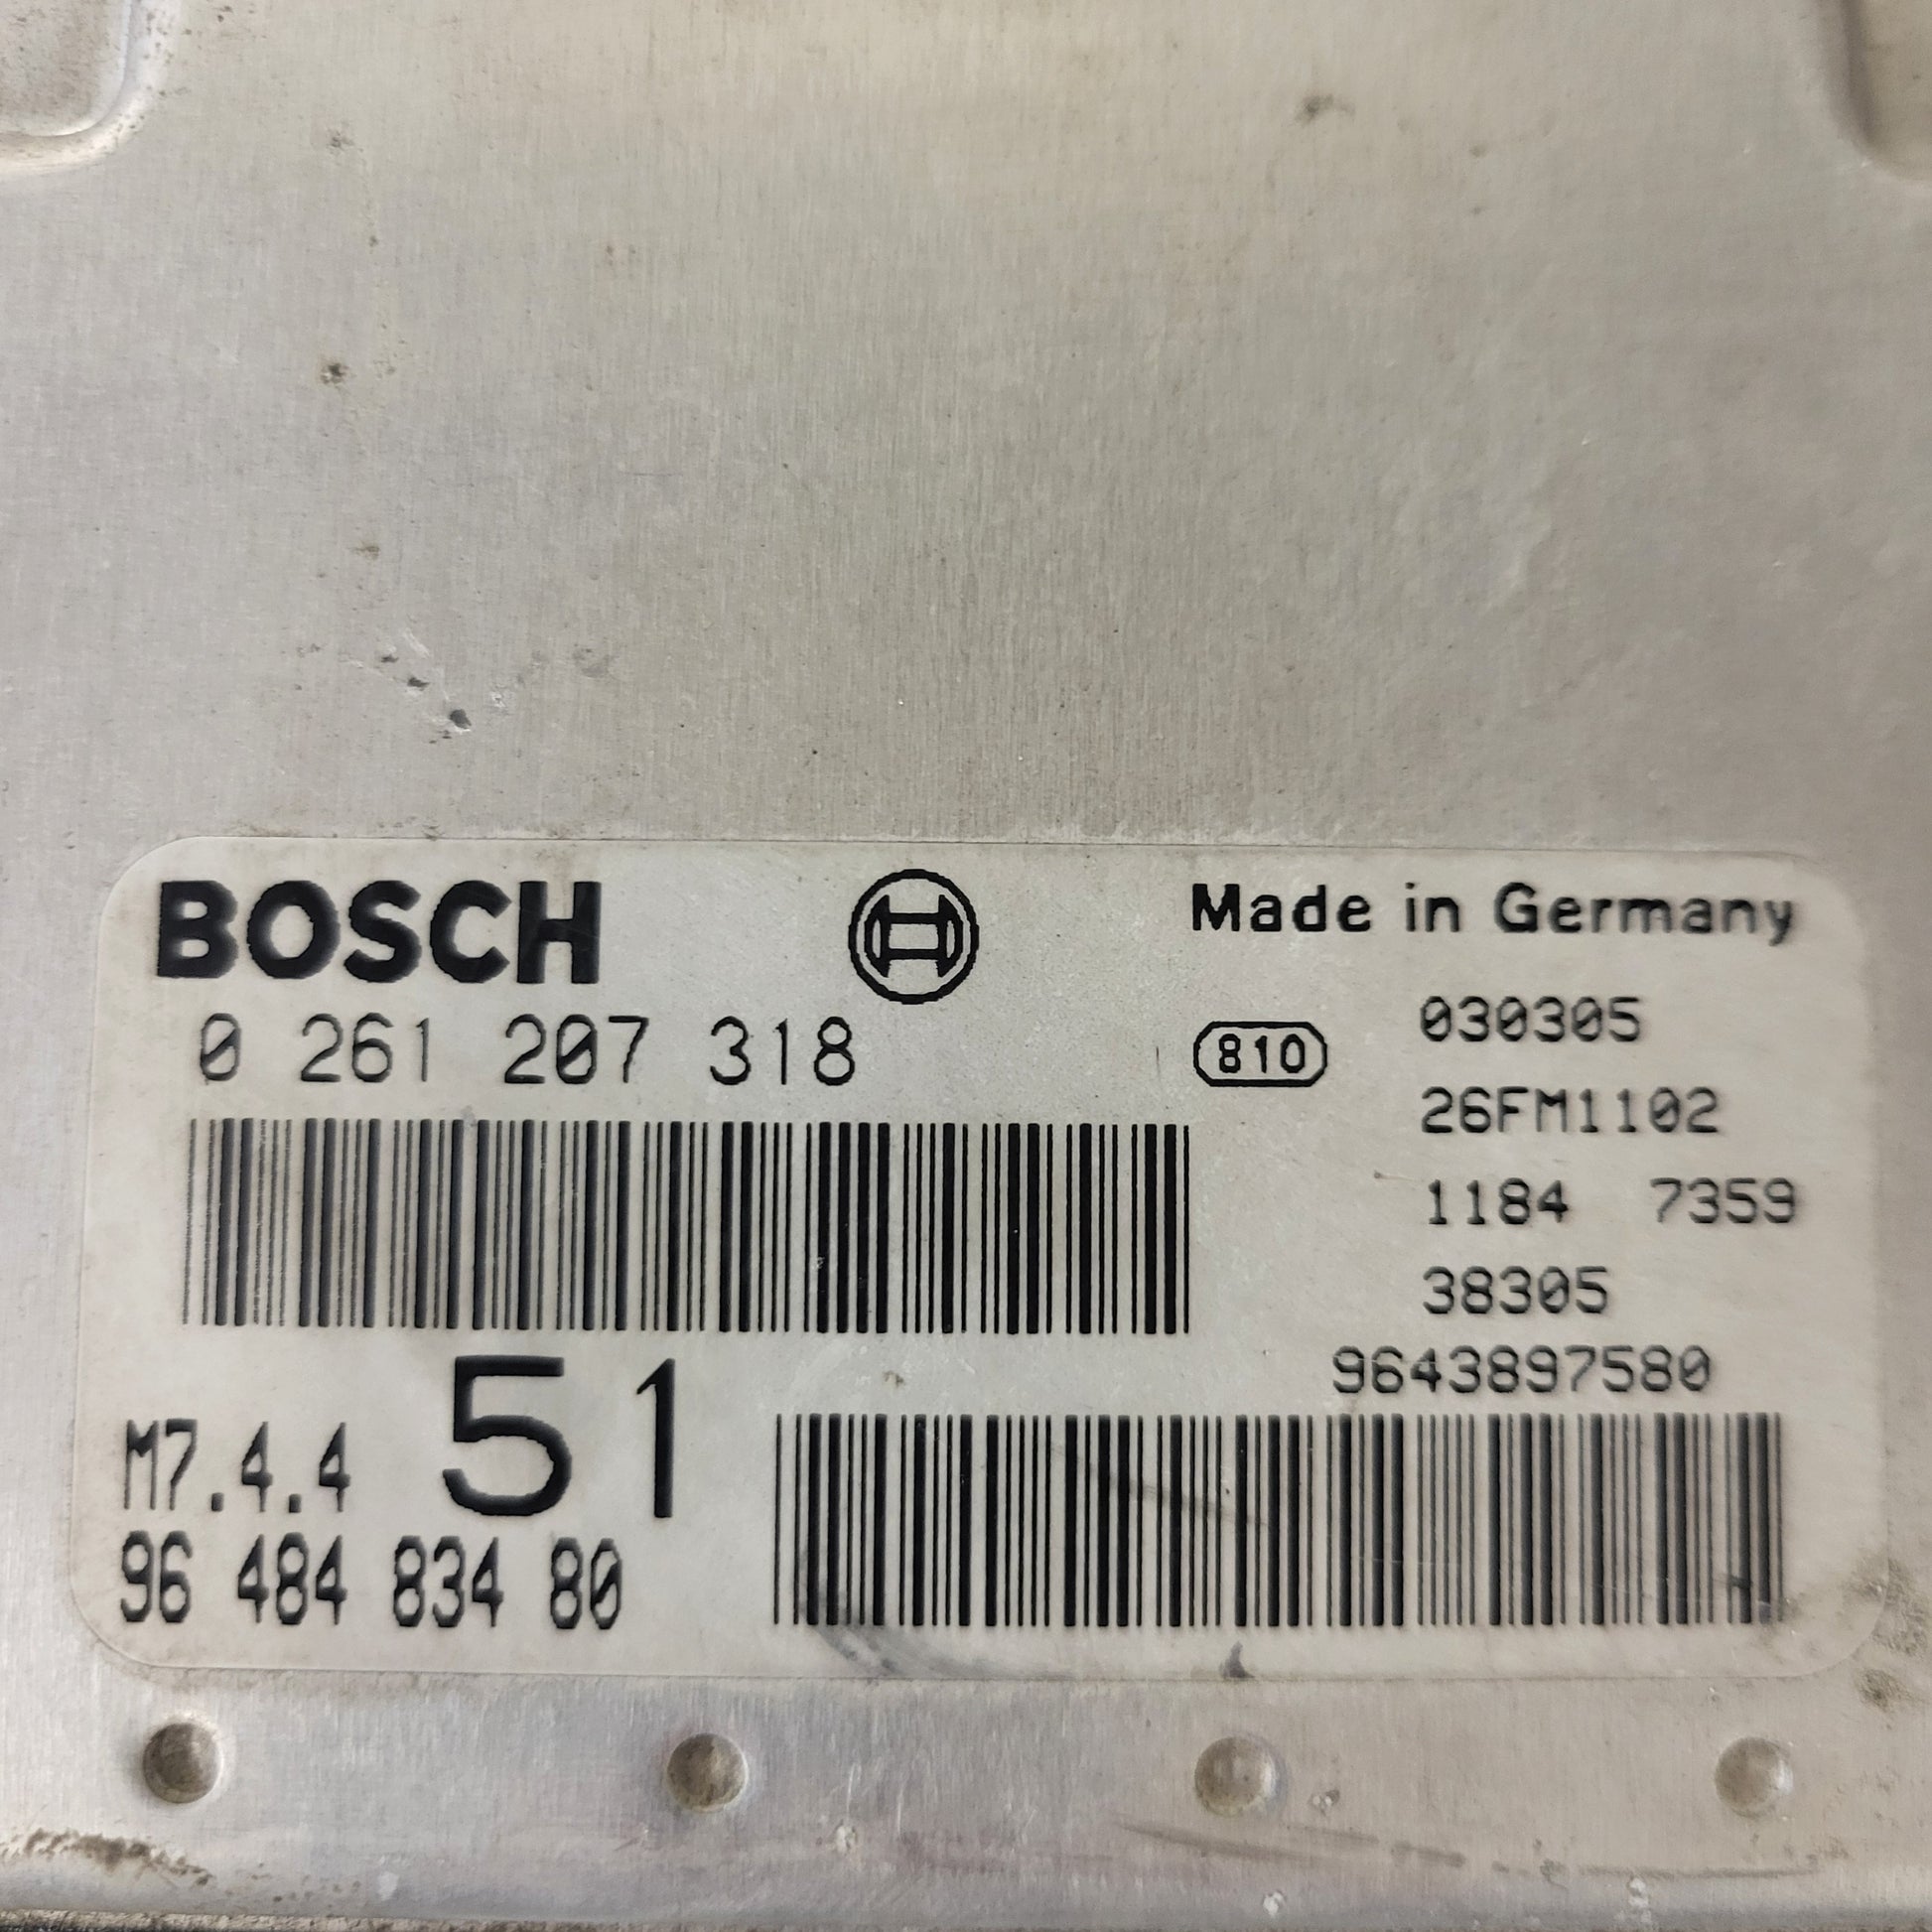 BOSCH
Made in Germany
0 261 207 318
810
030305
26FM1102
1184 7359
38305
9643897580
M7.4.4
51
96 484 834 80